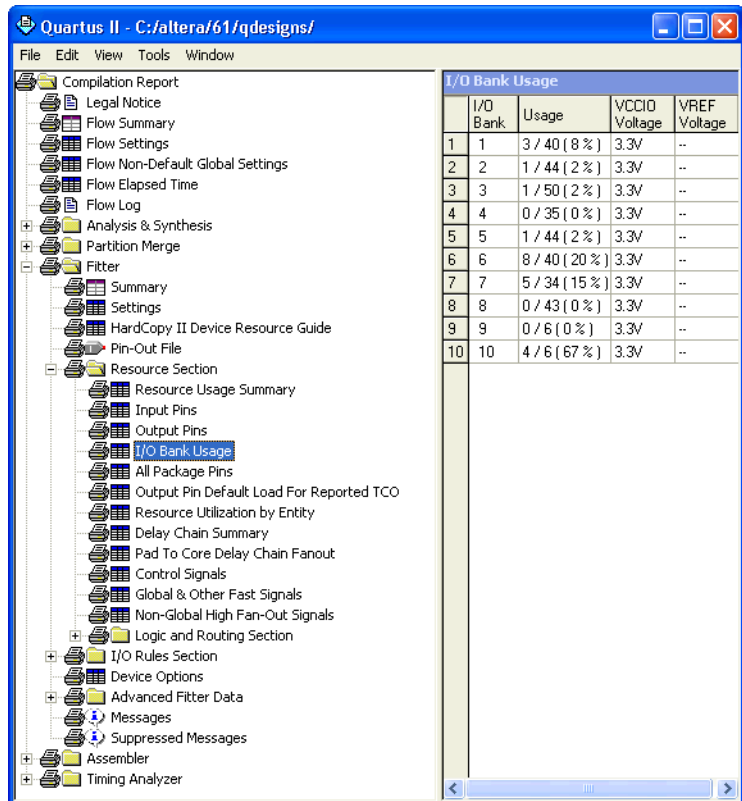 Quartus II - C:/altera/61/qdesigns/
File Edit View Tools Window
Compilation Report
Legal Notice
Flow Summary
Flow Settings
Flow Non-Default Global Settings
Flow Elapsed Time
Flow Log
Analysis & Synthesis
Partition Merge
Fitter
Summary
Settings
HardCopy II Device Resource Guide
Pin-Out File
Resource Section
Resource Usage Summary
Input Pins
Output Pins
I/O Bank Usage
All Package Pins
Output Pin Default Load For Reported TCO
Resource Utilization by Entity
Delay Chain Summary
Pad To Core Delay Chain Fanout
Control Signals
Global & Other Fast Signals
Non-Global High Fan-Out Signals
Logic and Routing Section
I/O Rules Section
Device Options
Advanced Fitter Data
Messages
Suppressed Messages
Assembler
Timing Analyzer
I/O Bank Usage
I/O Bank Usage VCCIO Voltage VREF Voltage
1 1 3 / 40 ( 8 % ) 3.3V --
2 2 1 / 44 ( 2 % ) 3.3V --
3 3 1 / 50 ( 2 % ) 3.3V --
4 4 0 / 35 ( 0 % ) 3.3V --
5 5 1 / 44 ( 2 % ) 3.3V --
6 6 8 / 40 ( 20 % ) 3.3V --
7 7 5 / 34 ( 15 % ) 3.3V --
8 8 0 / 43 ( 0 % ) 3.3V --
9 9 0 / 6 ( 0 % ) 3.3V --
10 10 4 / 6 ( 67 % ) 3.3V --